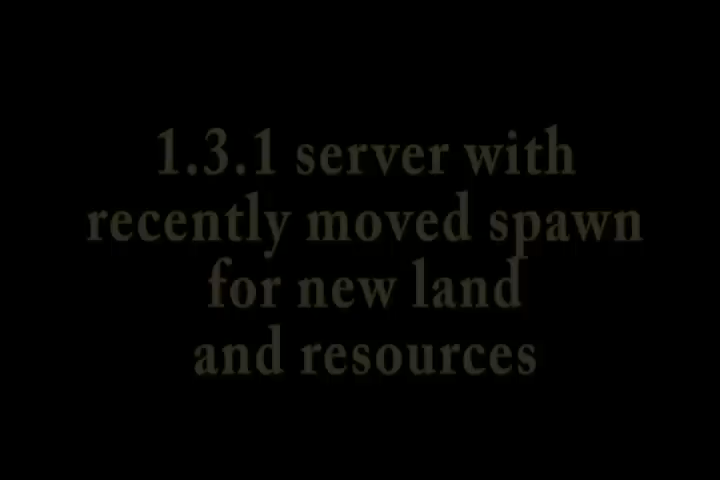 1.3.1 server with
recently moved spawn
for new land
and resources